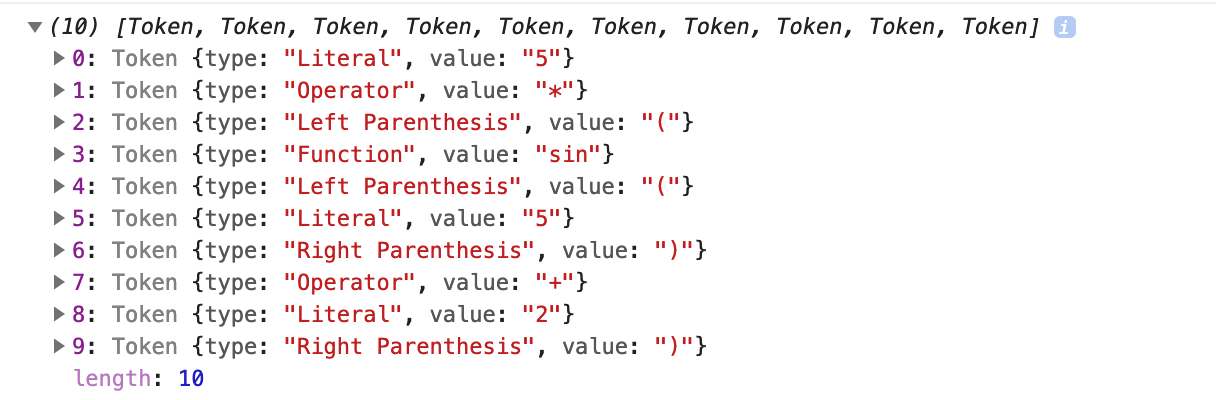 ▼(10) [Token, Token, Token, Token, Token, Token, Token, Token, Token, Token] i
▶0: Token {type: "Literal", value: "5"}
▶1: Token {type: "Operator", value: "*"}
▶2: Token {type: "Left Parenthesis", value: "("}
▶3: Token {type: "Function", value: "sin"}
▶4: Token {type: "Left Parenthesis", value: "("}
▶5: Token {type: "Literal", value: "5"}
▶6: Token {type: "Right Parenthesis", value: ")"}
▶7: Token {type: "Operator", value: "+"}
▶8: Token {type: "Literal", value: "2"}
▶9: Token {type: "Right Parenthesis", value: ")"}
length: 10